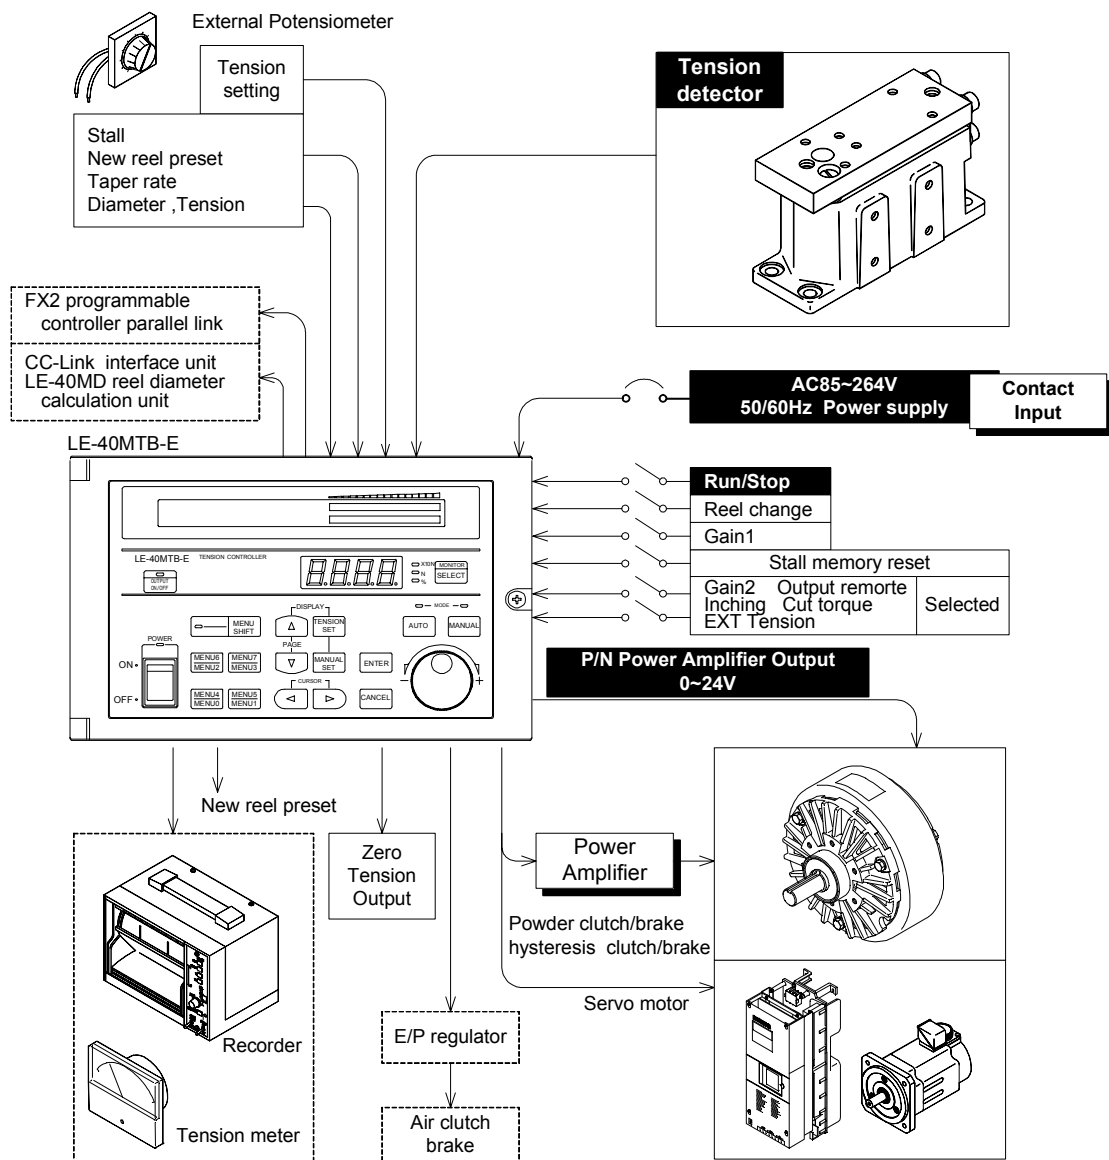 External Potensiometer
Tension
setting
Stall
New reel preset
Taper rate
Diameter ,Tension
Tension
detector
FX2 programmable
controller parallel link
CC-Link interface unit
LE-40MD reel diameter
calculation unit
AC85~264V
50/60Hz Power supply
Contact
Input
LE-40MTB-E
Run/Stop
Reel change
Gain1
Stall memory reset
Gain2 Output remorte
Inching Cut torque
EXT Tension
Selected
LE-40MTB-E TENSION CONTROLLER
OUTPUT
ON/OFF
8.8.8.8.
X10N
N
%
MONITOR
SELECT
DISPLAY
MODE
MENU
SHIFT
TENSION
SET
AUTO
MANUAL
POWER
PAGE
ON
OFF
MENU6
MENU2
MENU7
MENU3
MANUAL
SET
ENTER
CURSOR
MENU4
MENU0
MENU5
MENU1
CANCEL
− +
P/N Power Amplifier Output
0~24V
New reel preset
Zero
Tension
Output
Power
Amplifier
Powder clutch/brake
hysteresis clutch/brake
Servo motor
E/P regulator
Recorder
Air clutch
brake
Tension meter